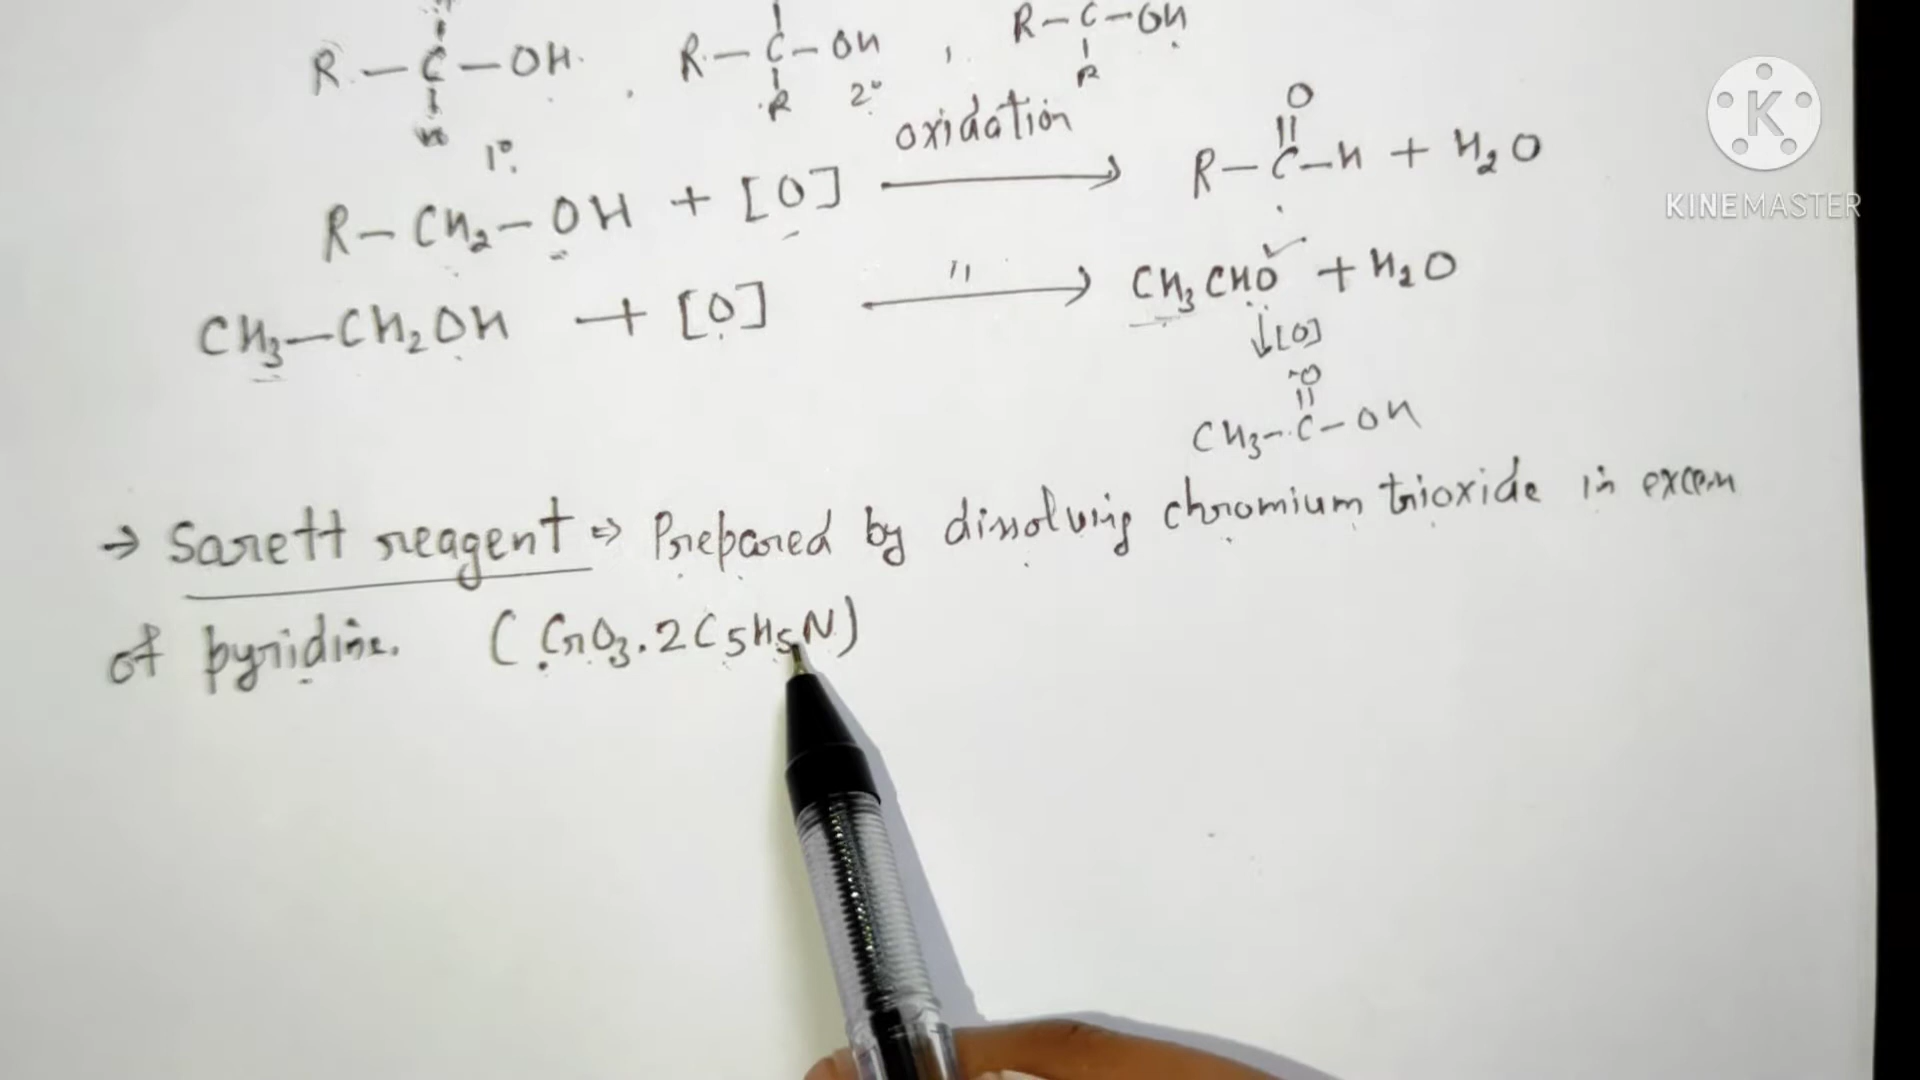 R—C—OH, R—C—OH, R—C—OH
H R R
1° 2°
R—CH2—OH + [O] oxidation → R—C—H + H2O
O
CH3—CH2OH + [O] " → CH3CHO + H2O
↓[O]
O
CH3—C—OH
→ Sarett reagent ⇒ Prepared by dissolving chromium trioxide in excess
of pyridine. (CrO3.2C5H5N)
K
KINEMASTER